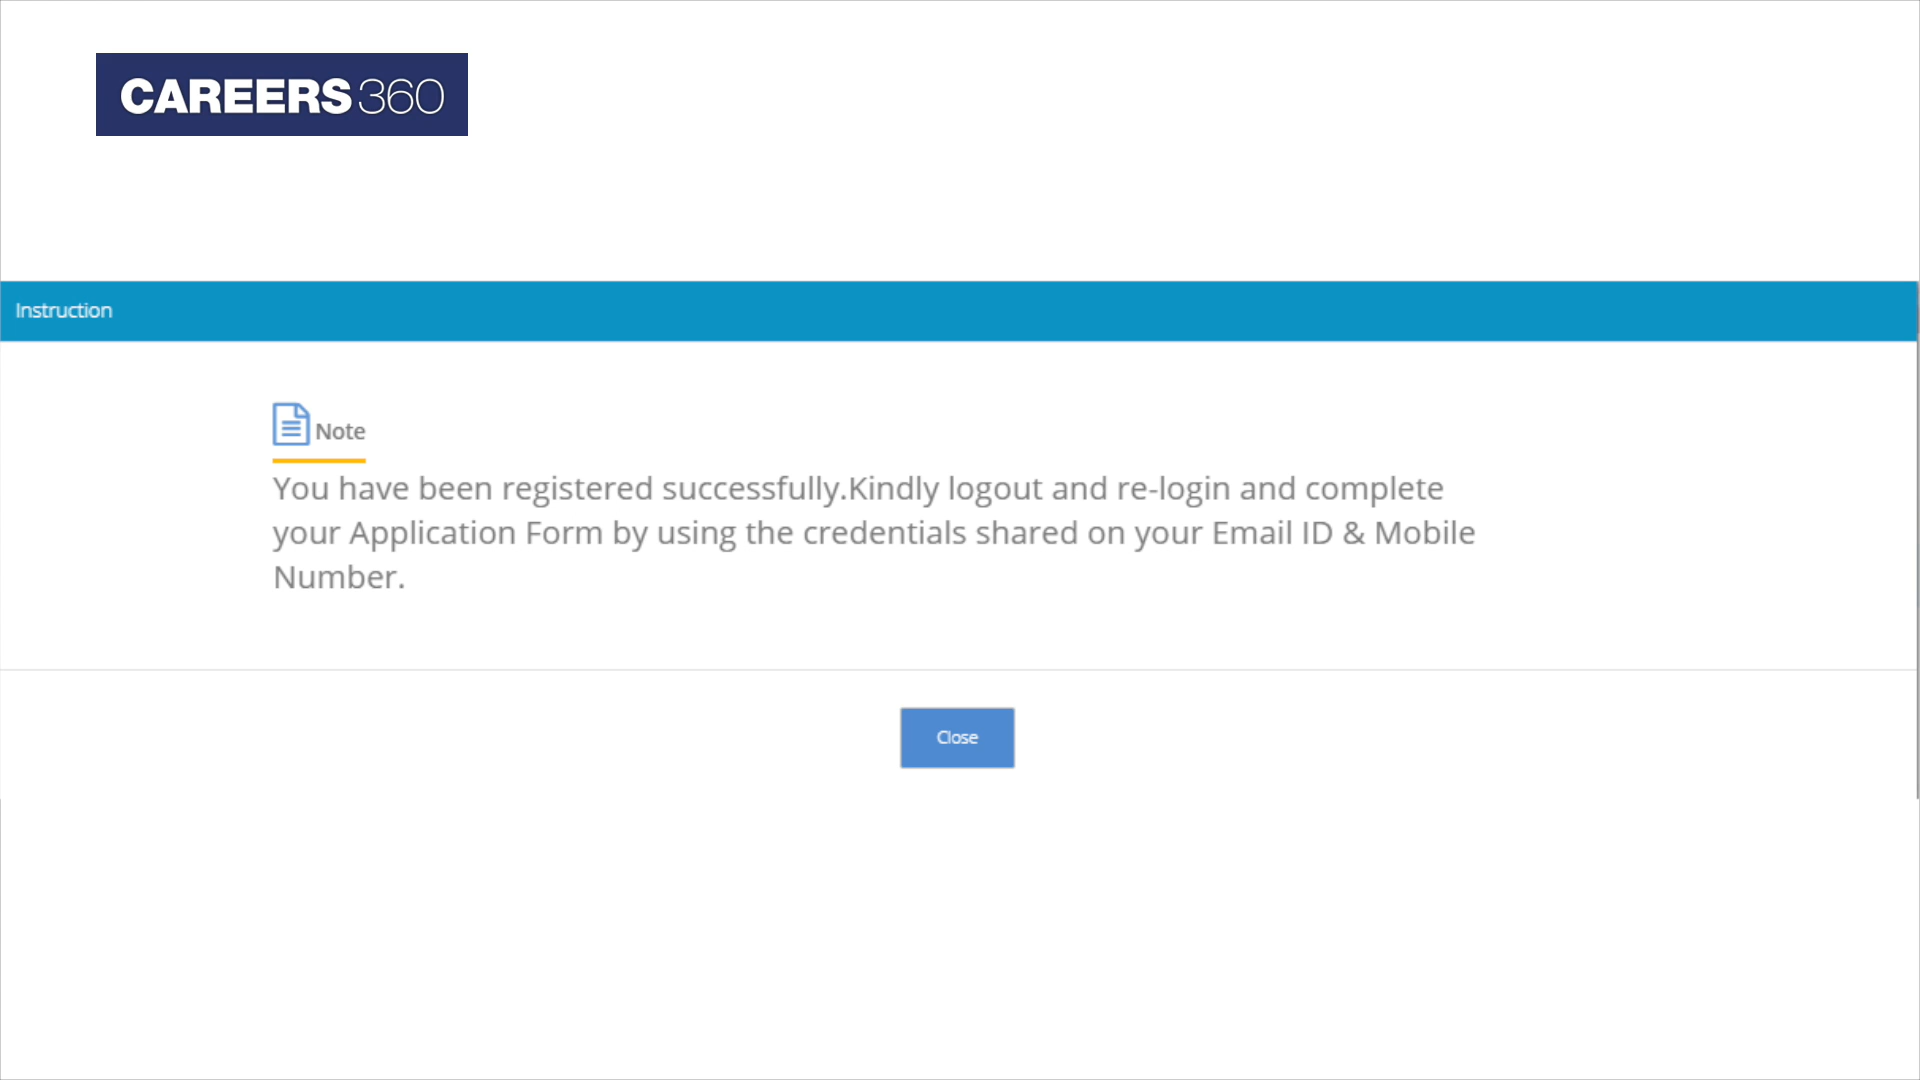 CAREERS360
Instruction
Note
You have been registered successfully.Kindly logout and re-login and complete
your Application Form by using the credentials shared on your Email ID & Mobile
Number.
Close